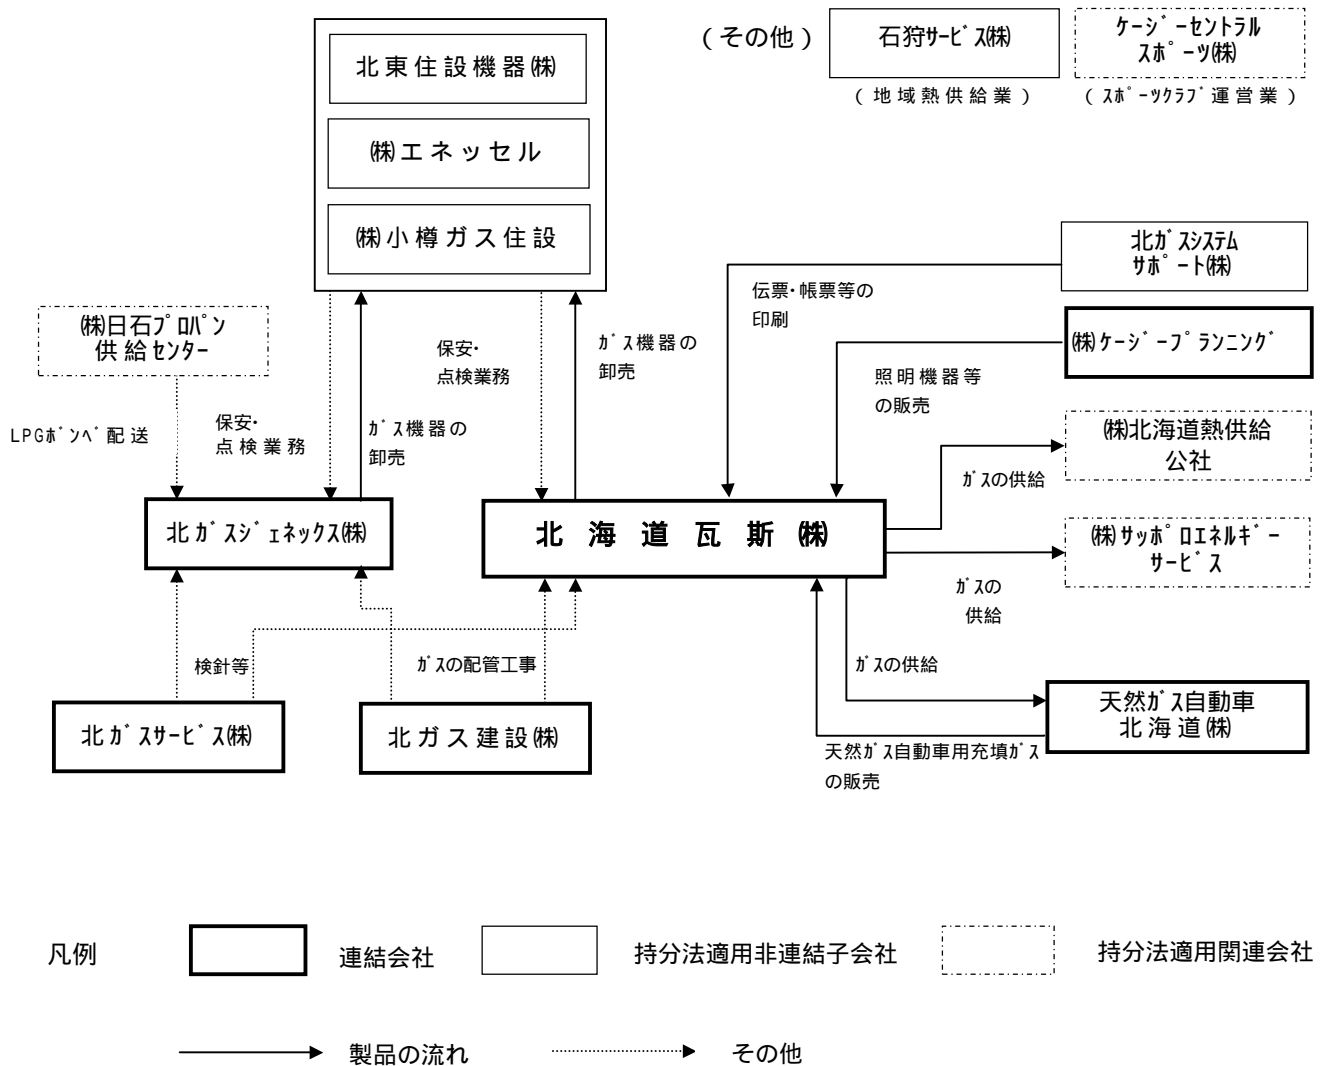 北東住設機器㈱
㈱エネッセル
㈱小樽ガス住設
(その他)
石狩ｻｰﾋﾞｽ㈱
(地域熱供給業)
ｹｰｼﾞｰｾﾝﾄﾗﾙ
ｽﾎﾟｰﾂ㈱
(ｽﾎﾟｰﾂｸﾗﾌﾞ運営業)
北ｶﾞｽｼｽﾃﾑ
ｻﾎﾟｰﾄ㈱
伝票・帳票等の
印刷
㈱ｹｰｼﾞｰﾌﾟﾗﾝﾆﾝｸﾞ
照明機器等
の販売
㈱日石ﾌﾟﾛﾊﾟﾝ
供給ｾﾝﾀｰ
LPGﾎﾞﾝﾍﾞ配送
保安・
点検業務
ｶﾞｽ機器の
卸売
保安・
点検業務
ｶﾞｽ機器の
卸売
㈱北海道熱供給
公社
ｶﾞｽの供給
北ｶﾞｽｼﾞｪﾈｯｸｽ㈱
北海道瓦斯㈱
㈱ｻｯﾎﾟﾛｴﾈﾙｷﾞｰ
ｻｰﾋﾞｽ
ｶﾞｽの
供給
検針等
ｶﾞｽの配管工事
ｶﾞｽの供給
北ｶﾞｽｻｰﾋﾞｽ㈱
北ガス建設㈱
天然ｶﾞｽ自動車
北海道㈱
天然ｶﾞｽ自動車用充填ｶﾞｽ
の販売
凡例
連結会社
持分法適用非連結子会社
持分法適用関連会社
製品の流れ
その他